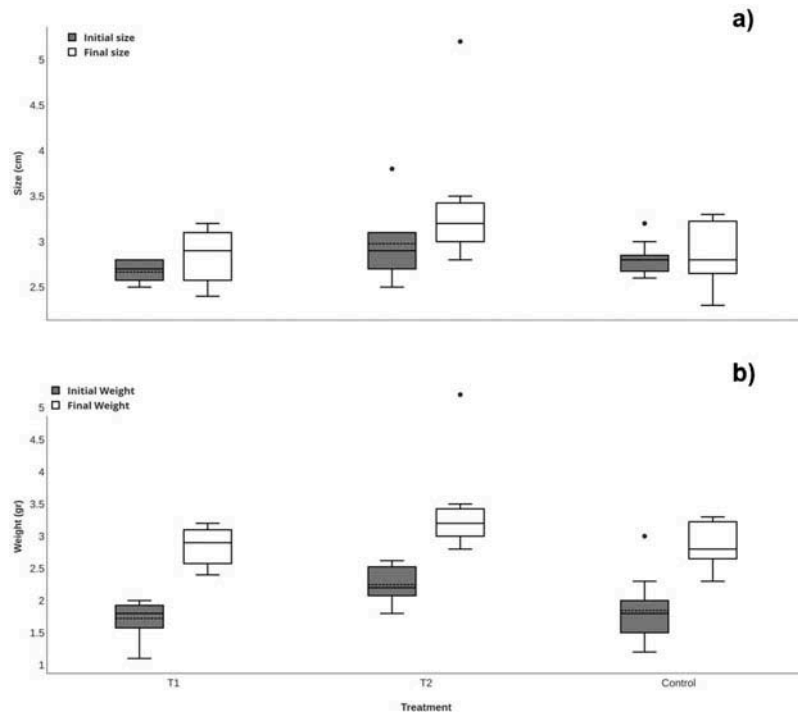 a)
Initial size
Final size
5
4.5
4
3.5
3
2.5
Size (cm)
b)
Initial Weight
Final Weight
5
4.5
4
3.5
3
2.5
2
1.5
1
Weight (gr)
T1 T2 Control
Treatment